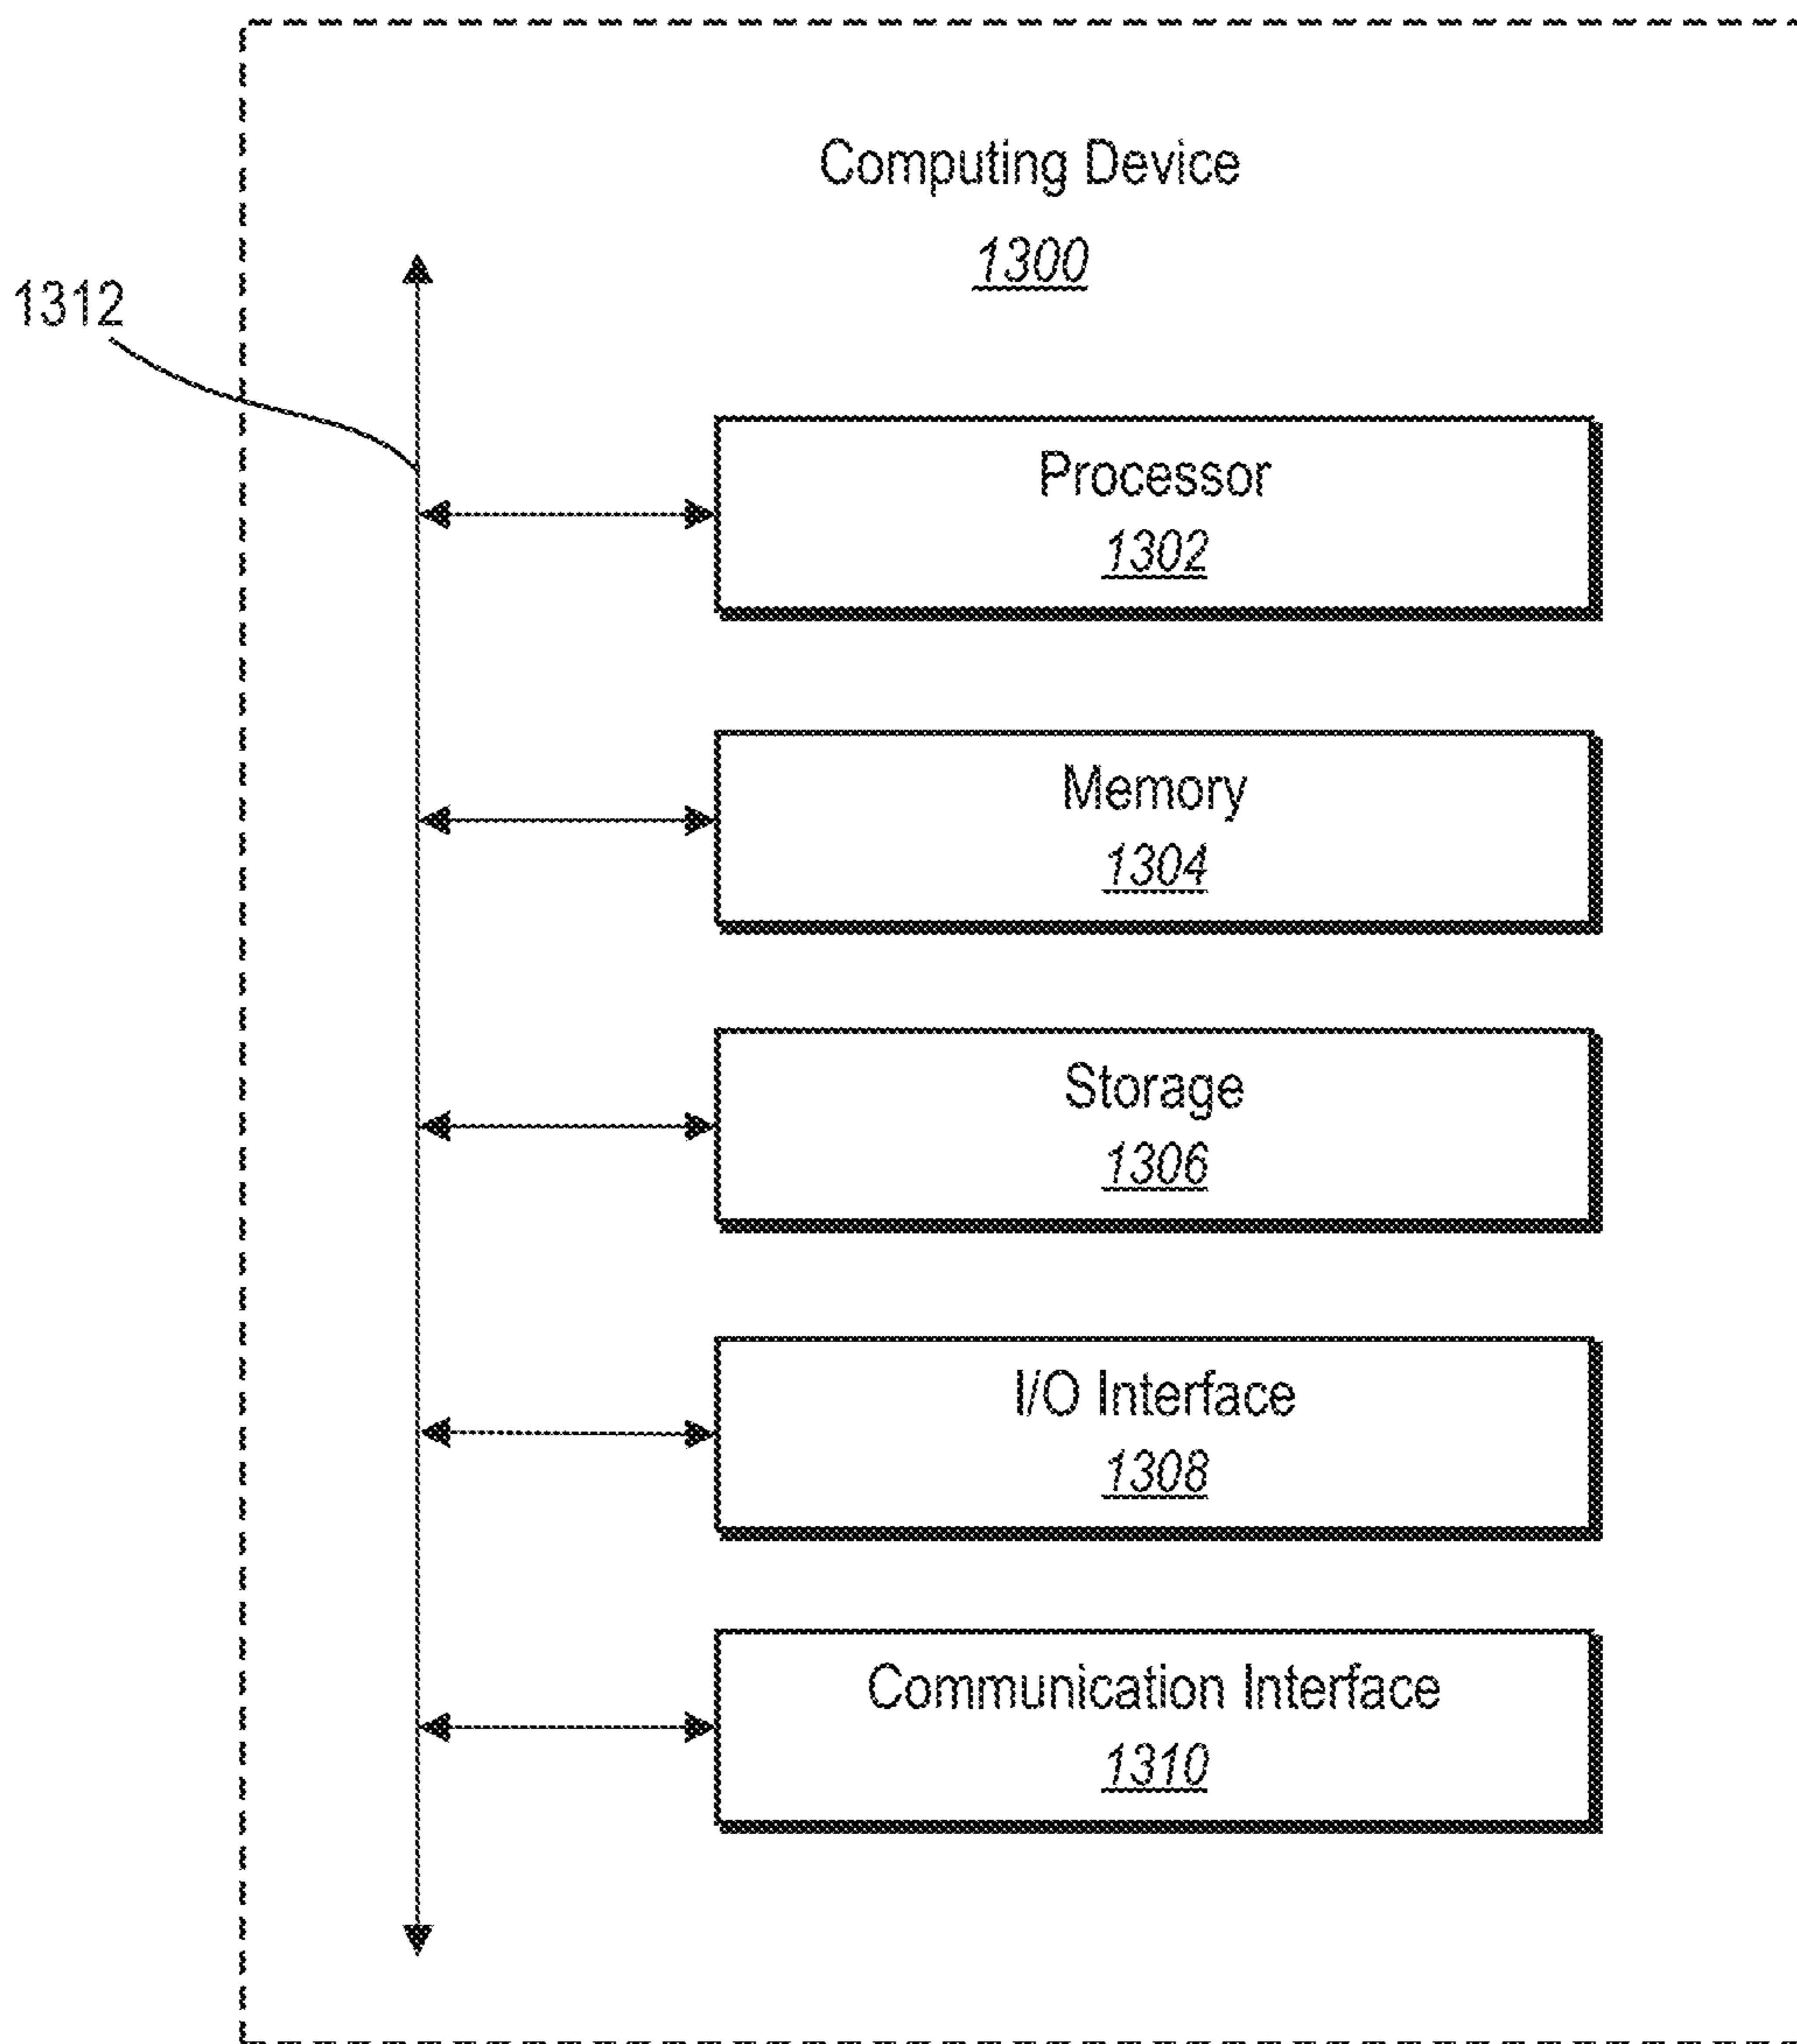 Computing Device
1300
1312
Processor
1302
Memory
1304
Storage
1306
I/O Interface
1308
Communication Interface
1310